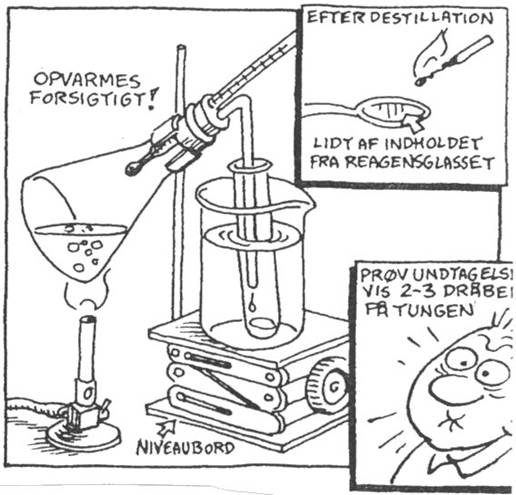 OPVARMES
FORSIGTIGT!
NIVEAUBORD
EFTER DESTILLATION
LIDT AF INDHOLDET
FRA REAGENSGLASSET
PRØV UNDTAGELS
VIS 2-3 DRÅBE
PÅ TUNGEN